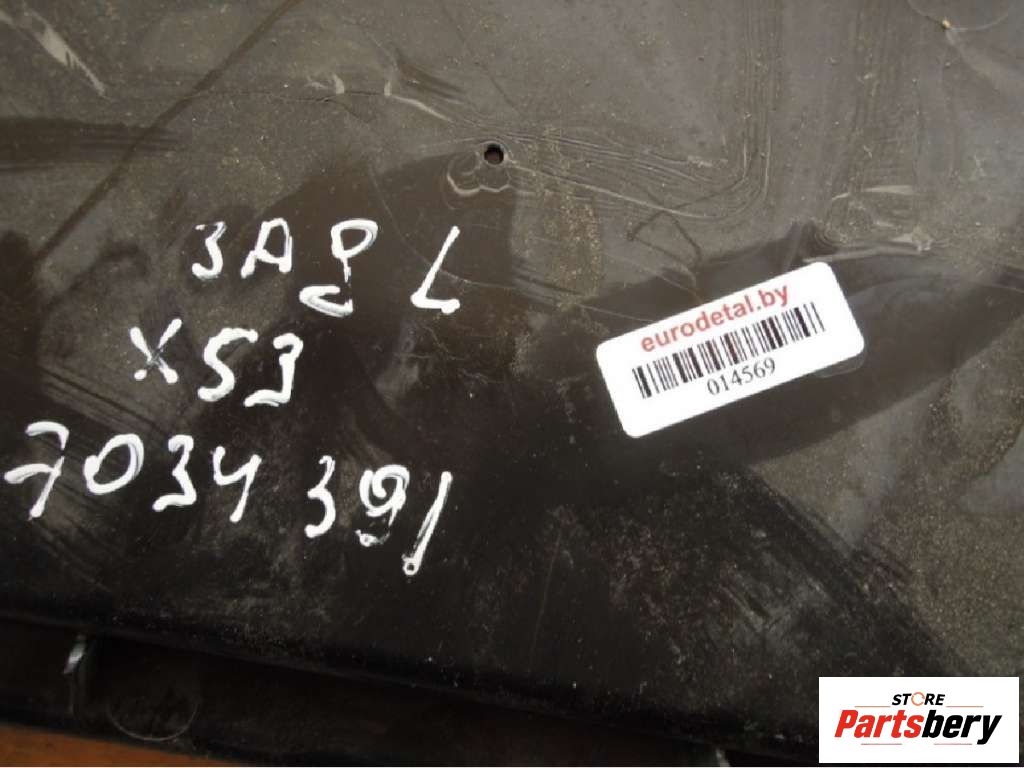 ЗАД L
X53
7034391
eurodetal.by
014569
STORE
Partsbery